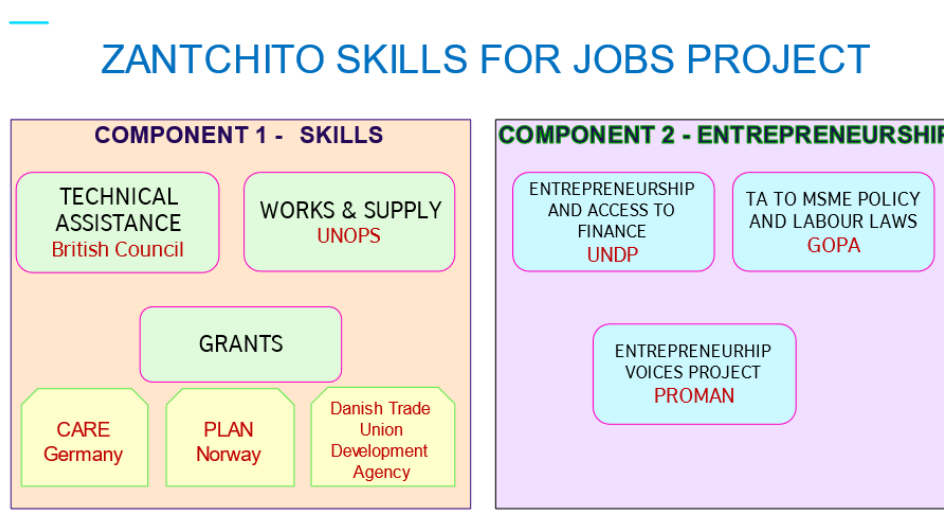 ZANTCHITO SKILLS FOR JOBS PROJECT
COMPONENT 1 - SKILLS
TECHNICAL
ASSISTANCE
British Council
WORKS & SUPPLY
UNOPS
GRANTS
CARE
Germany
PLAN
Norway
Danish Trade
Union
Development
Agency
COMPONENT 2 - ENTREPRENEURSHIP
ENTREPRENEURSHIP
AND ACCESS TO
FINANCE
UNDP
TA TO MSME POLICY
AND LABOUR LAWS
GOPA
ENTREPRENEURHIP
VOICES PROJECT
PROMAN